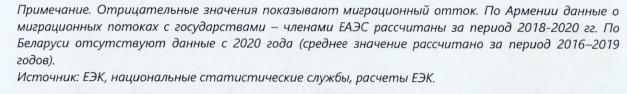 Примечание. Отрицательные значения показывают миграционный отток. По Армении данные о
миграционных потоках с государствами – членами ЕАЭС рассчитаны за период 2018-2020 гг. По
Беларуси отсутствуют данные с 2020 года (среднее значение рассчитано за период 2016–2019
годов).
Источник: ЕЭК, национальные статистические службы, расчеты ЕЭК.